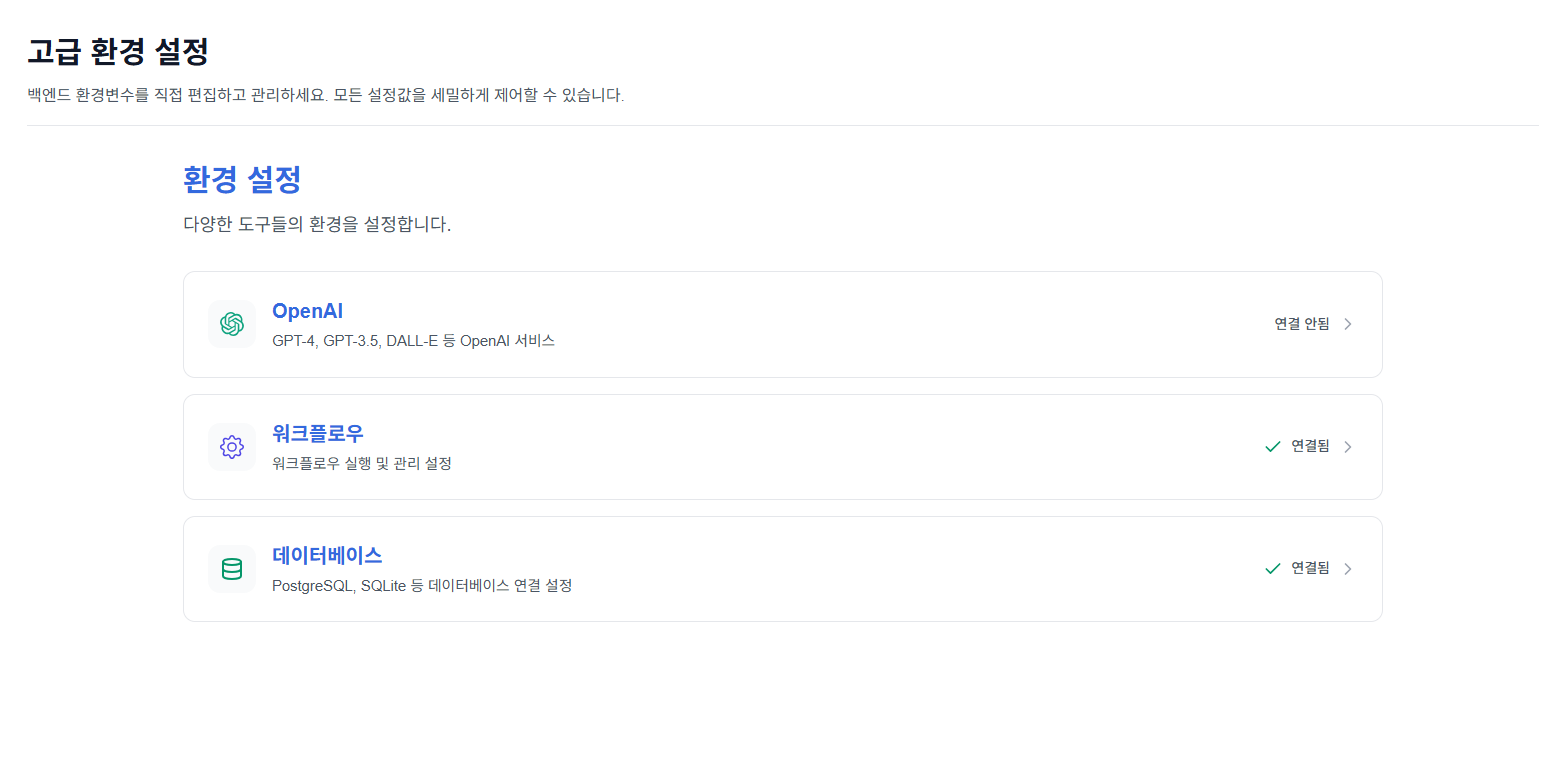 고급 환경 설정
백엔드 환경변수를 직접 편집하고 관리하세요. 모든 설정값을 세밀하게 제어할 수 있습니다.
환경 설정
다양한 도구들의 환경을 설정합니다.
OpenAI
GPT-4, GPT-3.5, DALL-E 등 OpenAI 서비스
연결 안됨
워크플로우
워크플로우 실행 및 관리 설정
연결됨
데이터베이스
PostgreSQL, SQLite 등 데이터베이스 연결 설정
연결됨